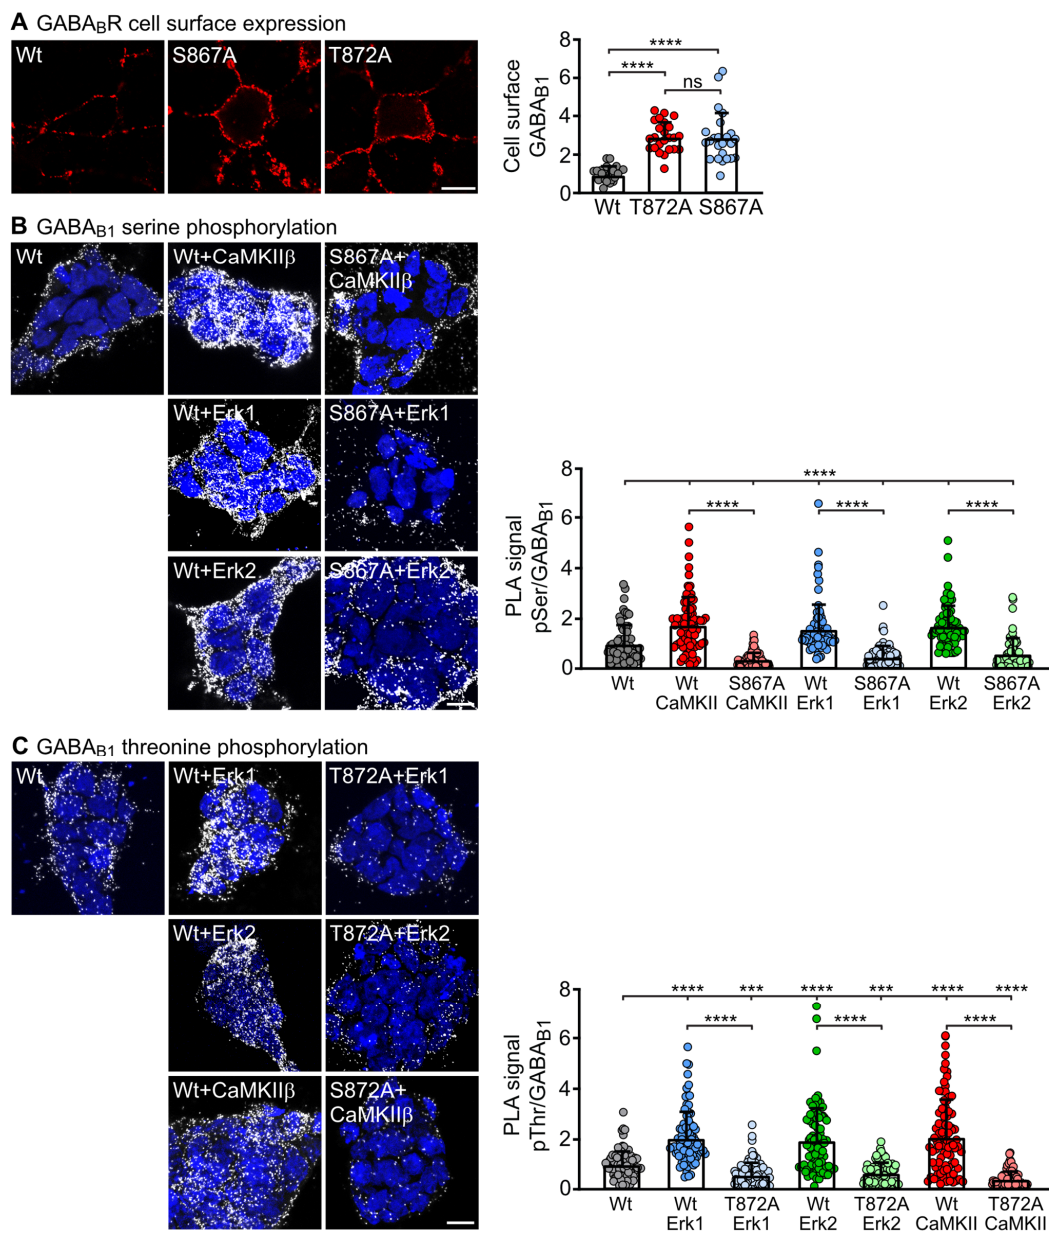 A GABABR cell surface expression
Wt
S867A
T872A
8
6
4
2
0
Cell surface
GABAB1
****
****
ns
Wt T872A S867A
B GABAB1 serine phosphorylation
Wt
Wt+CaMKIIβ
S867A+
CaMKIIβ
Wt+Erk1
S867A+Erk1
Wt+Erk2
S867A+Erk2
8
6
4
2
0
PLA signal
pSer/GABAB1
****
**** **** ****
Wt Wt S867A Wt S867A Wt S867A
CaMKII CaMKII Erk1 Erk1 Erk2 Erk2
C GABAB1 threonine phosphorylation
Wt
Wt+Erk1
T872A+Erk1
Wt+Erk2
T872A+Erk2
Wt+CaMKIIβ
S872A+
CaMKIIβ
8
6
4
2
0
PLA signal
pThr/GABAB1
**** *** **** *** **** ****
**** **** ****
Wt Wt T872A Wt T872A Wt T872A
Erk1 Erk1 Erk2 Erk2 CaMKII CaMKII